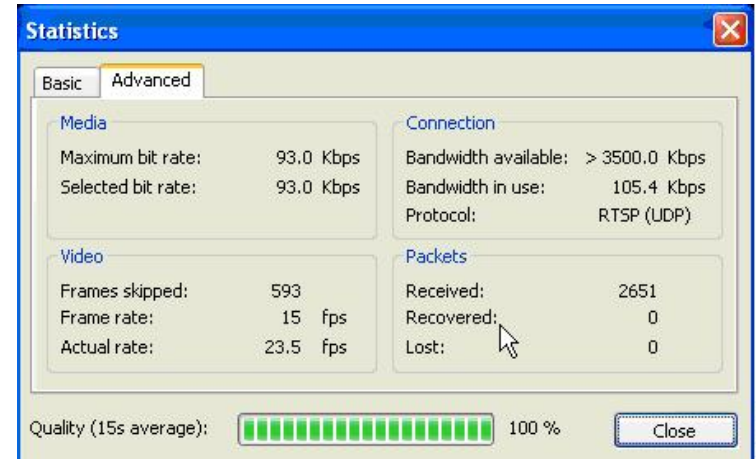 Statistics
Basic
Advanced
Media
Maximum bit rate: 93.0 Kbps
Selected bit rate: 93.0 Kbps
Connection
Bandwidth available: > 3500.0 Kbps
Bandwidth in use: 105.4 Kbps
Protocol: RTSP (UDP)
Video
Frames skipped: 593
Frame rate: 15 fps
Actual rate: 23.5 fps
Packets
Received: 2651
Recovered: 0
Lost: 0
Quality (15s average): 100 %
Close